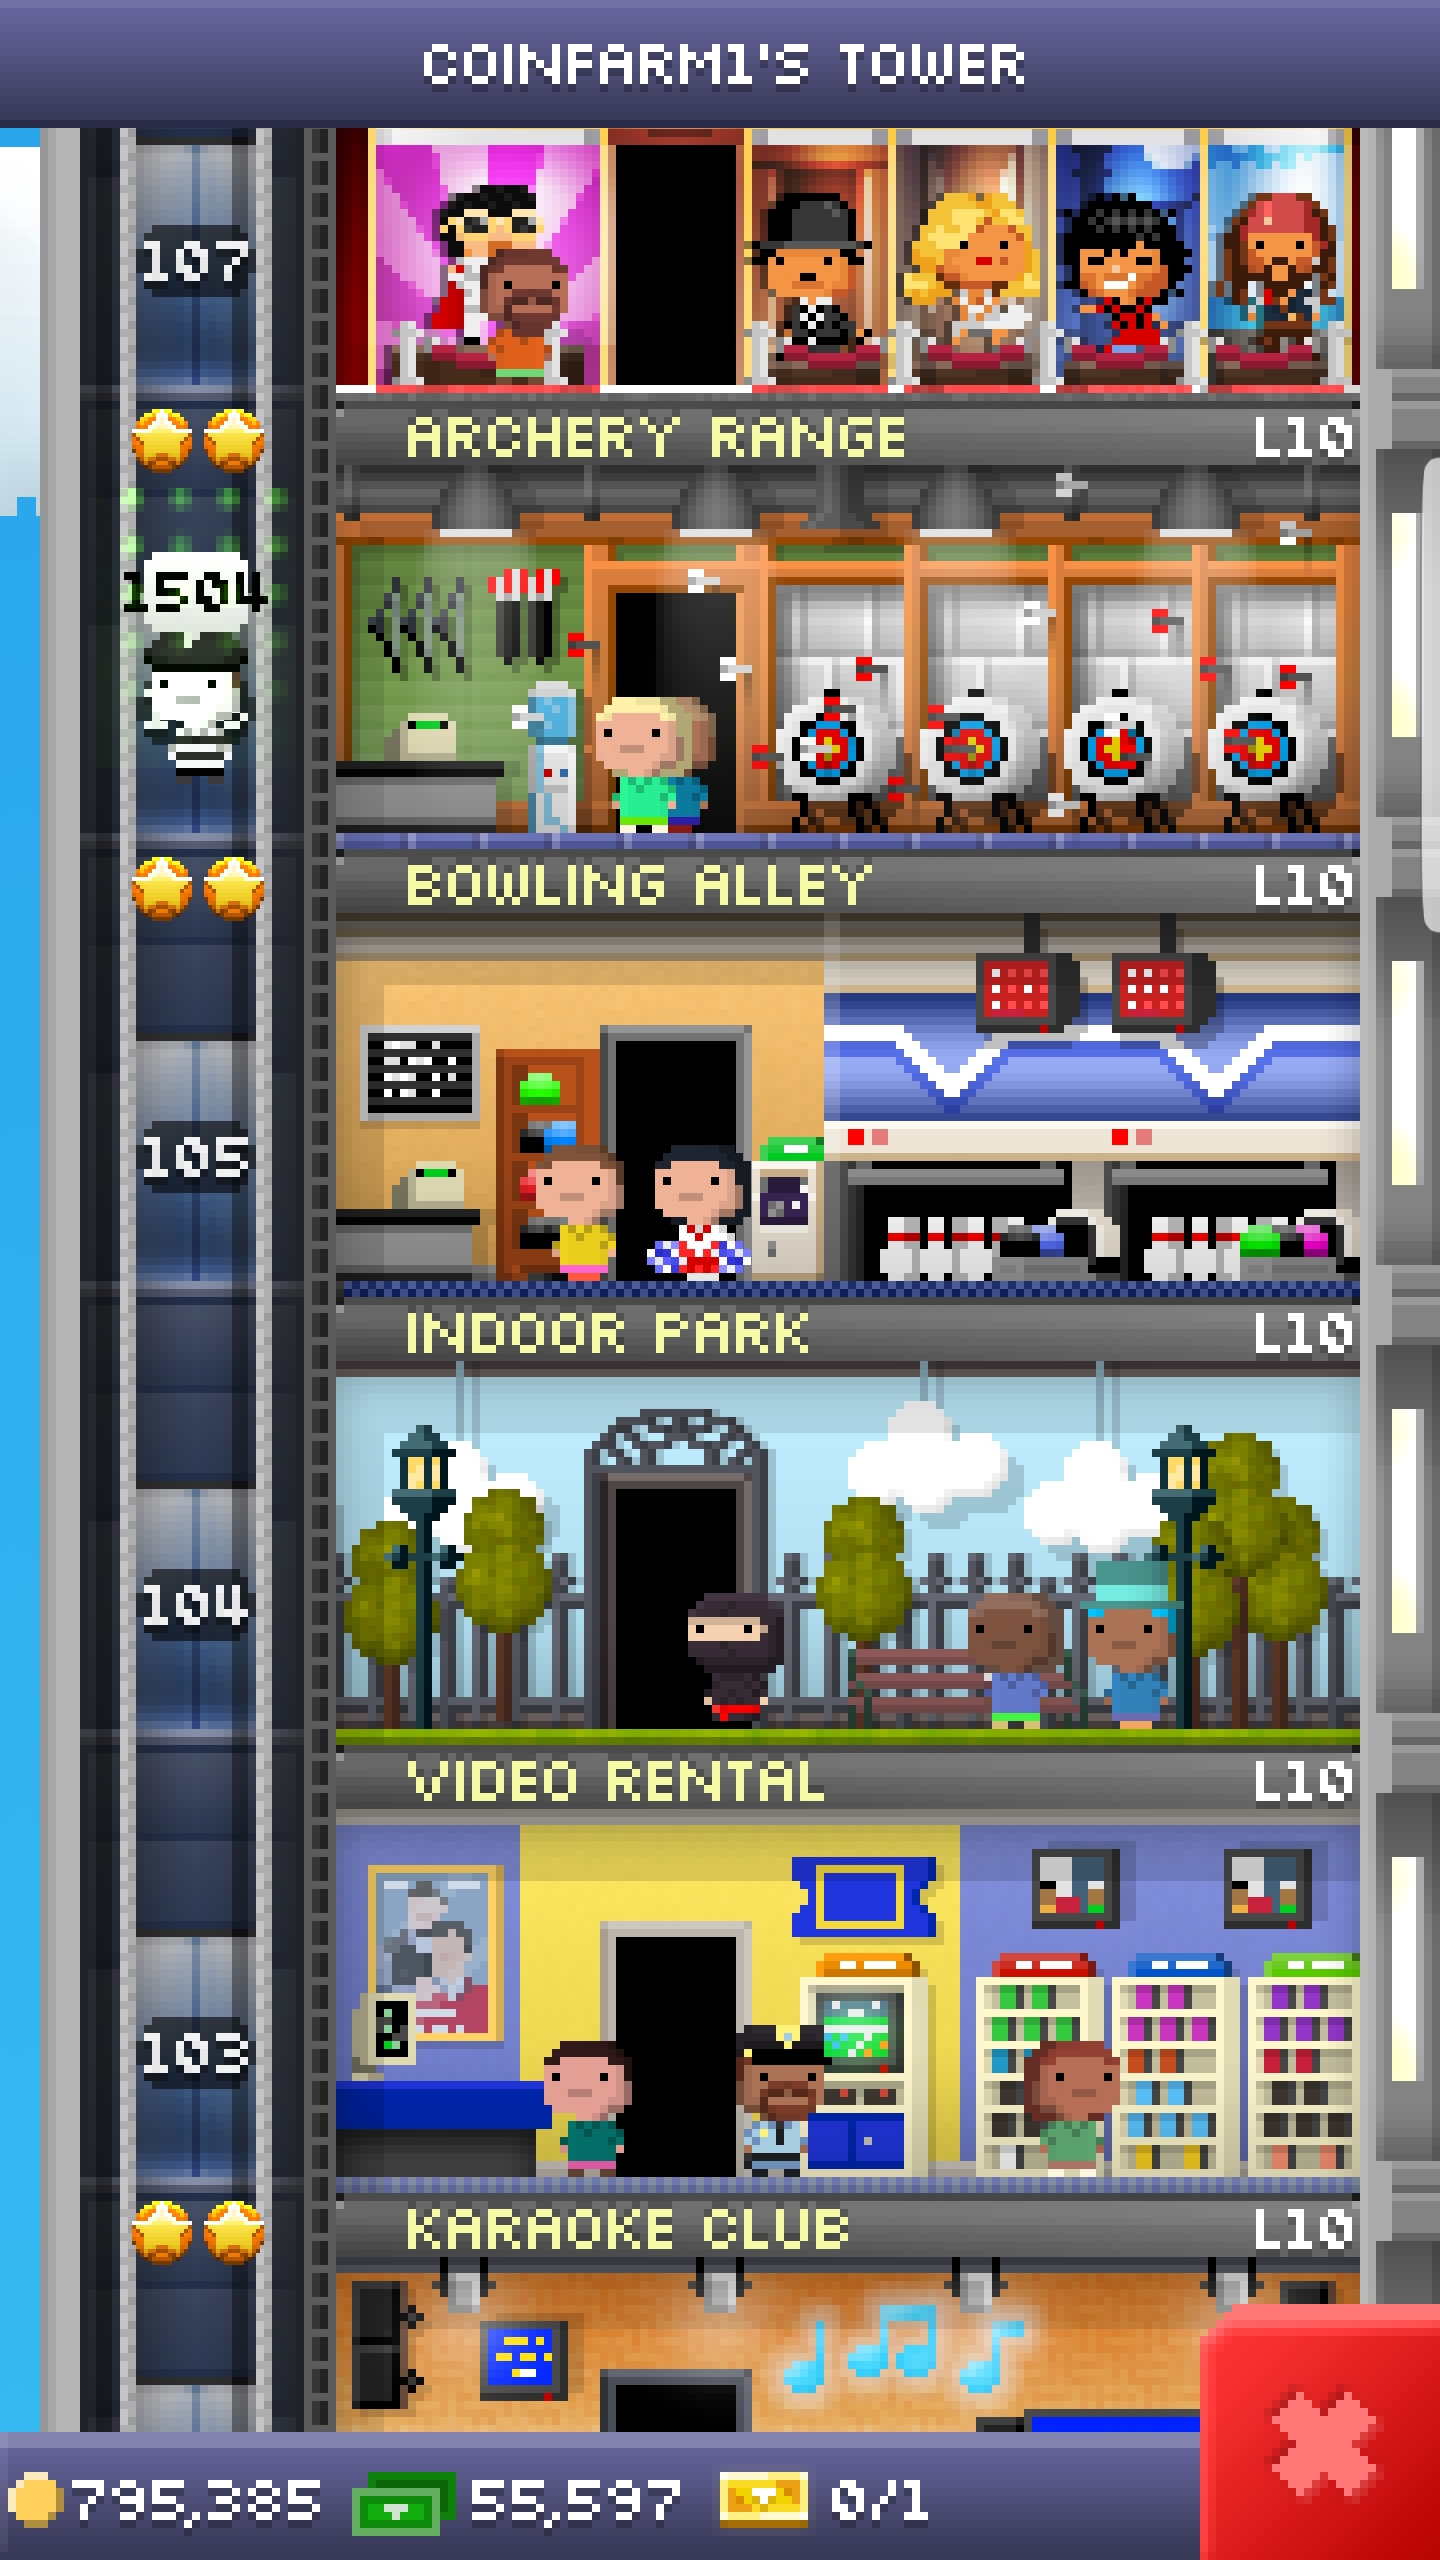 COINFARM1'S TOWER
107
ARCHERY RANGE L10
1504
BOWLING ALLEY L10
105
INDOOR PARK L10
104
VIDEO RENTAL L10
103
KARAOKE CLUB L10
795,385 55,597 0/1